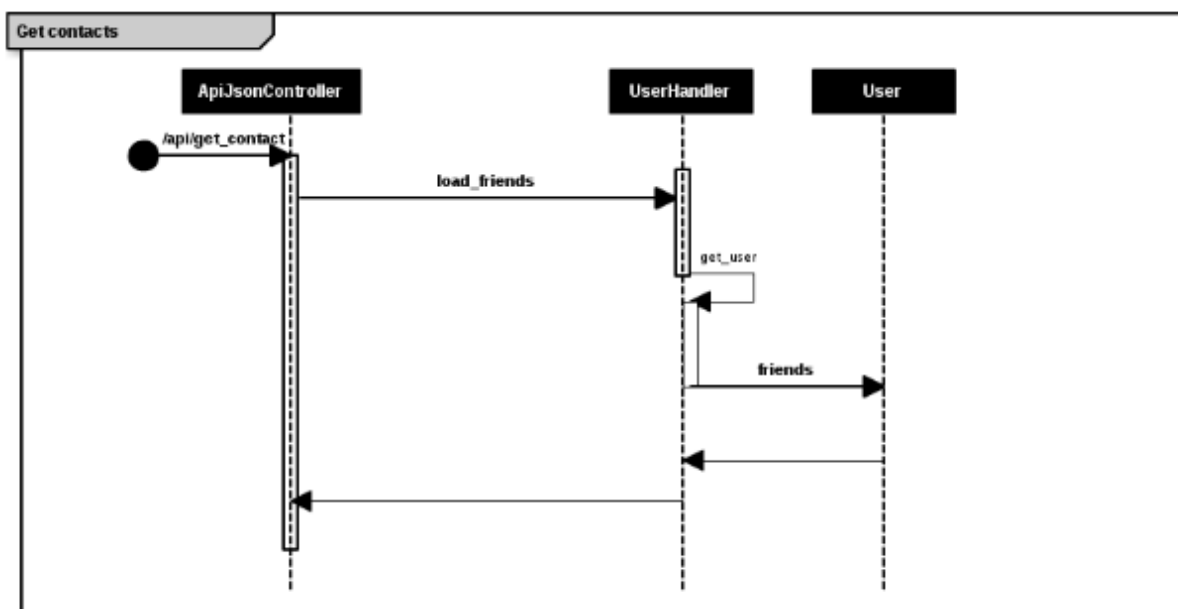 Get contacts
ApiJsonController
UserHandler
User
/api/get_contact
load_friends
get_user
friends